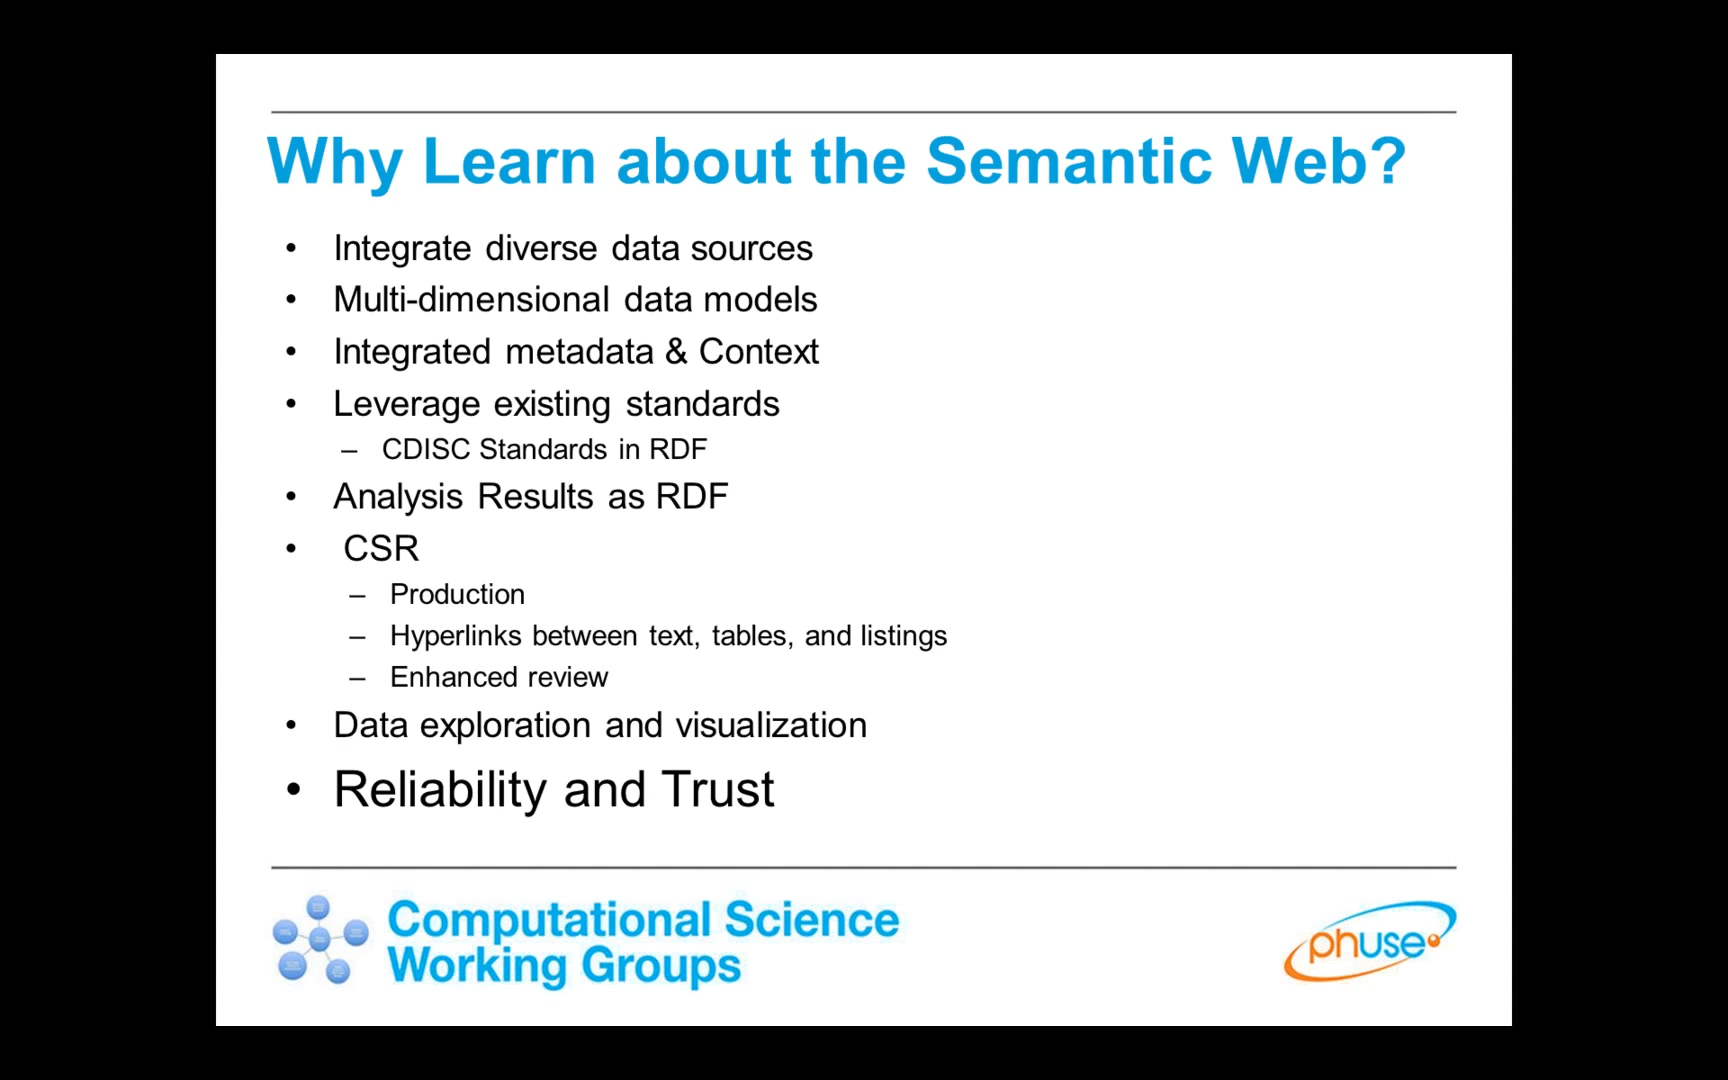 Why Learn about the Semantic Web?
• Integrate diverse data sources
• Multi-dimensional data models
• Integrated metadata & Context
• Leverage existing standards
– CDISC Standards in RDF
• Analysis Results as RDF
• CSR
– Production
– Hyperlinks between text, tables, and listings
– Enhanced review
• Data exploration and visualization
• Reliability and Trust
Computational Science
Working Groups
phuse